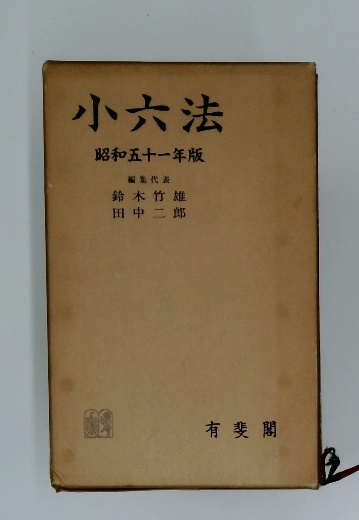 小六法
昭和五十一年版
編集代表
鈴木竹雄
田中二郎
有斐閣